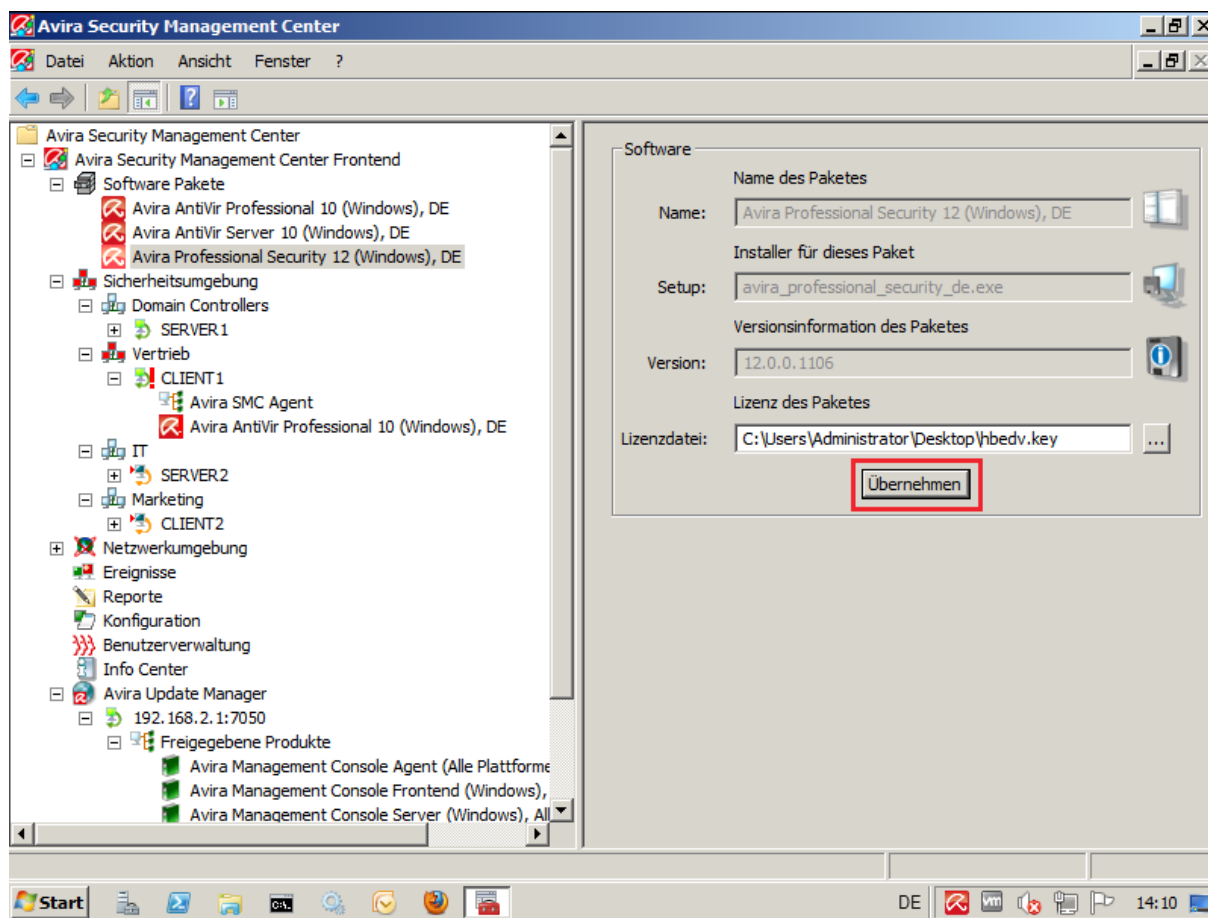 Avira Security Management Center
Datei Aktion Ansicht Fenster ?
Avira Security Management Center
Avira Security Management Center Frontend
Software Pakete
Avira AntiVir Professional 10 (Windows), DE
Avira AntiVir Server 10 (Windows), DE
Avira Professional Security 12 (Windows), DE
Sicherheitsumgebung
Domain Controllers
SERVER1
Vertrieb
CLIENT1
Avira SMC Agent
Avira AntiVir Professional 10 (Windows), DE
IT
SERVER2
Marketing
CLIENT2
Netzwerkumgebung
Ereignisse
Reporte
Konfiguration
Benutzerverwaltung
Info Center
Avira Update Manager
192.168.2.1:7050
Freigegebene Produkte
Avira Management Console Agent (Alle Plattforme
Avira Management Console Frontend (Windows),
Avira Management Console Server (Windows), All
Software
Name des Paketes
Name: Avira Professional Security 12 (Windows), DE
Installer für dieses Paket
Setup: avira_professional_security_de.exe
Versionsinformation des Paketes
Version: 12.0.0.1106
Lizenz des Paketes
Lizenzdatei: C:\Users\Administrator\Desktop\hbedv.key ...
Übernehmen
Start DE vm 14:10